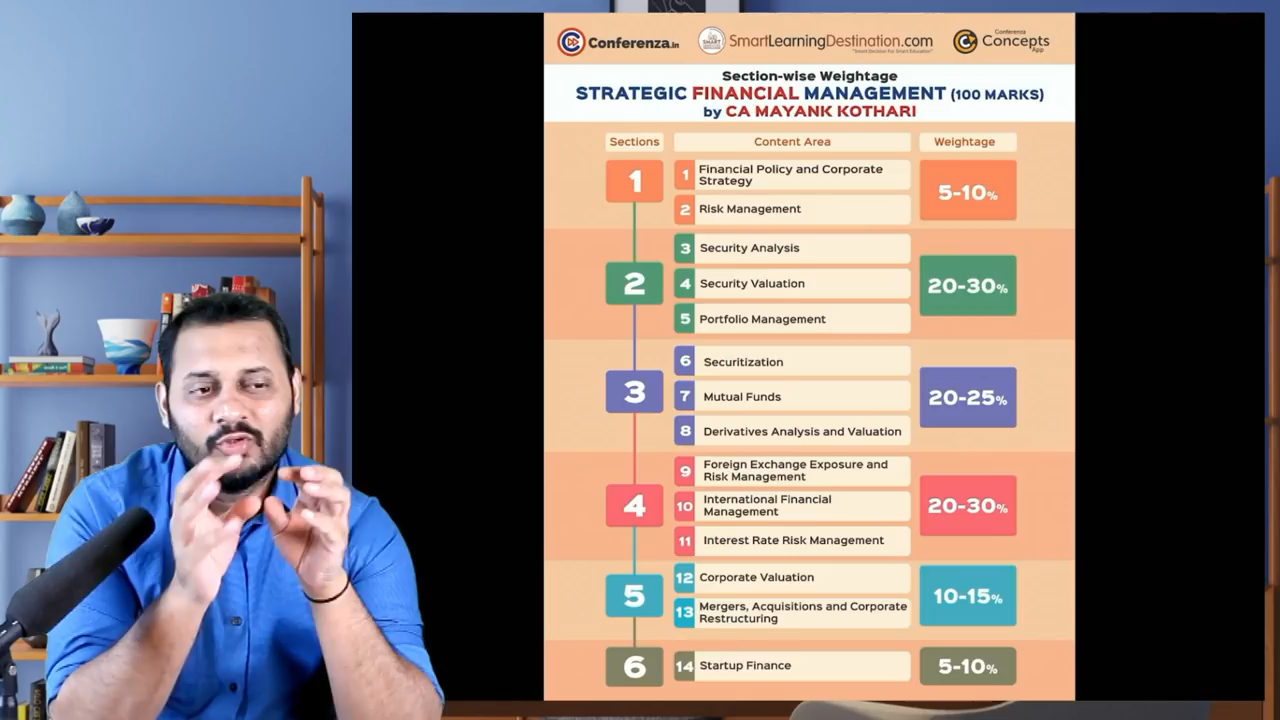 Conferenza.in
SmartLearningDestination.com
"Smart Decision For Smart Education"
Conferenza
Concepts
App
Section-wise Weightage
STRATEGIC FINANCIAL MANAGEMENT (100 MARKS)
by CA MAYANK KOTHARI
Sections Content Area Weightage
1
1 Financial Policy and Corporate
Strategy
2 Risk Management
5-10%
2
3 Security Analysis
4 Security Valuation
5 Portfolio Management
20-30%
3
6 Securitization
7 Mutual Funds
8 Derivatives Analysis and Valuation
20-25%
4
9 Foreign Exchange Exposure and
Risk Management
10 International Financial
Management
11 Interest Rate Risk Management
20-30%
5
12 Corporate Valuation
13 Mergers, Acquisitions and Corporate
Restructuring
10-15%
6
14 Startup Finance
5-10%